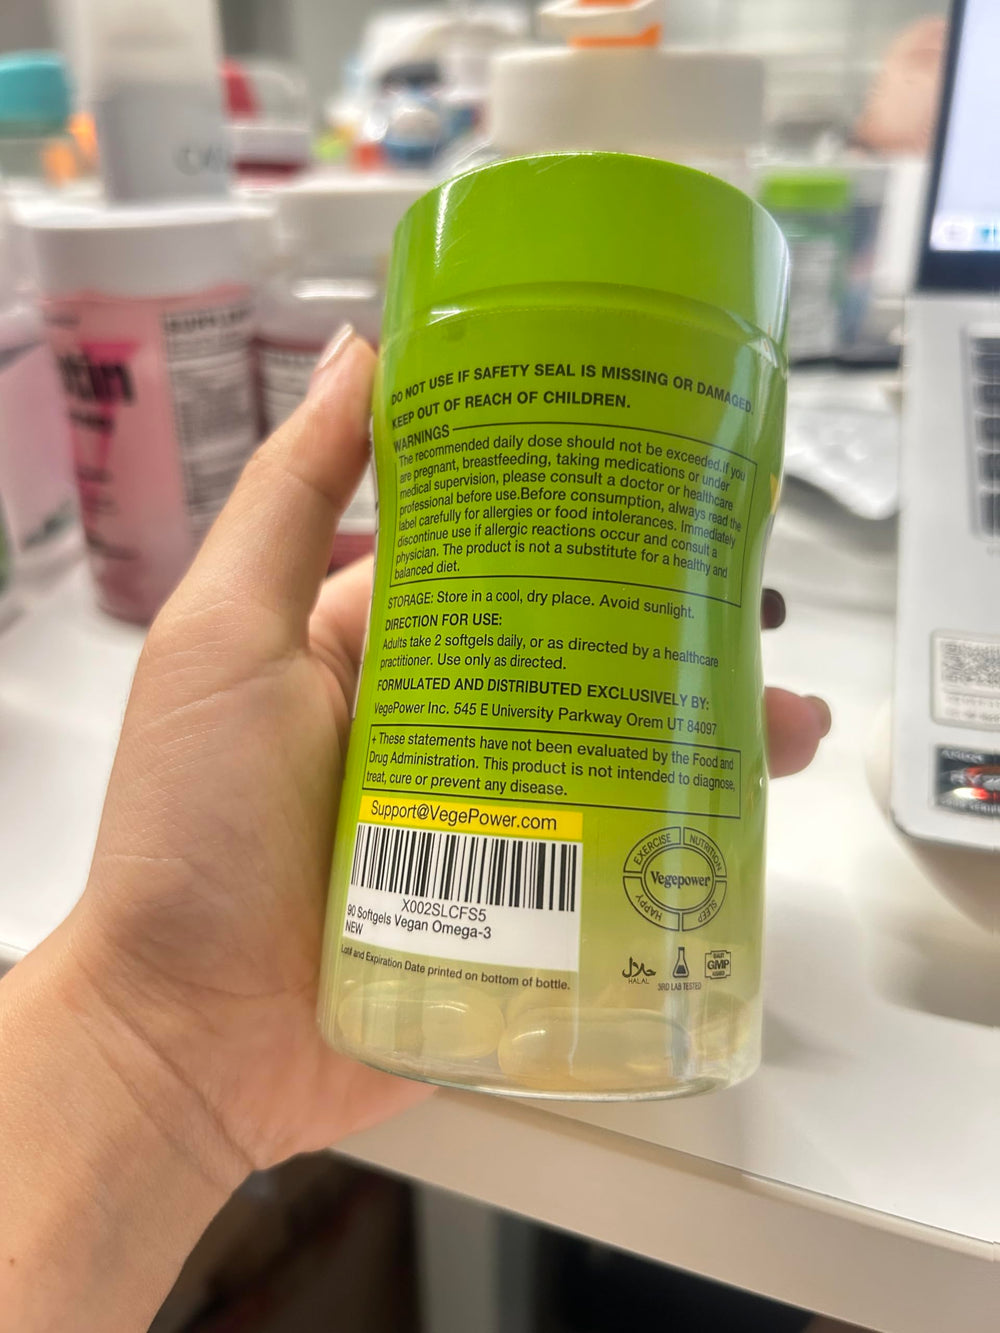 DO NOT USE IF SAFETY SEAL IS MISSING OR DAMAGED.
KEEP OUT OF REACH OF CHILDREN.
WARNINGS
The recommended daily dose should not be exceeded.If you
are pregnant, breastfeeding, taking medications or under
medical supervision, please consult a doctor or healthcare
professional before use.Before consumption, always read the
label carefully for allergies or food intolerances. Immediately
discontinue use if allergic reactions occur and consult a
physician. The product is not a substitute for a healthy and
balanced diet.
STORAGE: Store in a cool, dry place. Avoid sunlight.
DIRECTION FOR USE:
Adults take 2 softgels daily, or as directed by a healthcare
practitioner. Use only as directed.
FORMULATED AND DISTRIBUTED EXCLUSIVELY BY:
VegePower Inc. 545 E University Parkway Orem UT 84097
+ These statements have not been evaluated by the Food and
Drug Administration. This product is not intended to diagnose,
treat, cure or prevent any disease.
Support@VegePower.com
X002SLCFS5
90 Softgels Vegan Omega-3
NEW
Lot# and Expiration Date printed on bottom of bottle.
EXERCISE
NUTRITION
Vegepower
HAPPY
SLEEP
حلال
HALAL
3RD LAB TESTED
GMP